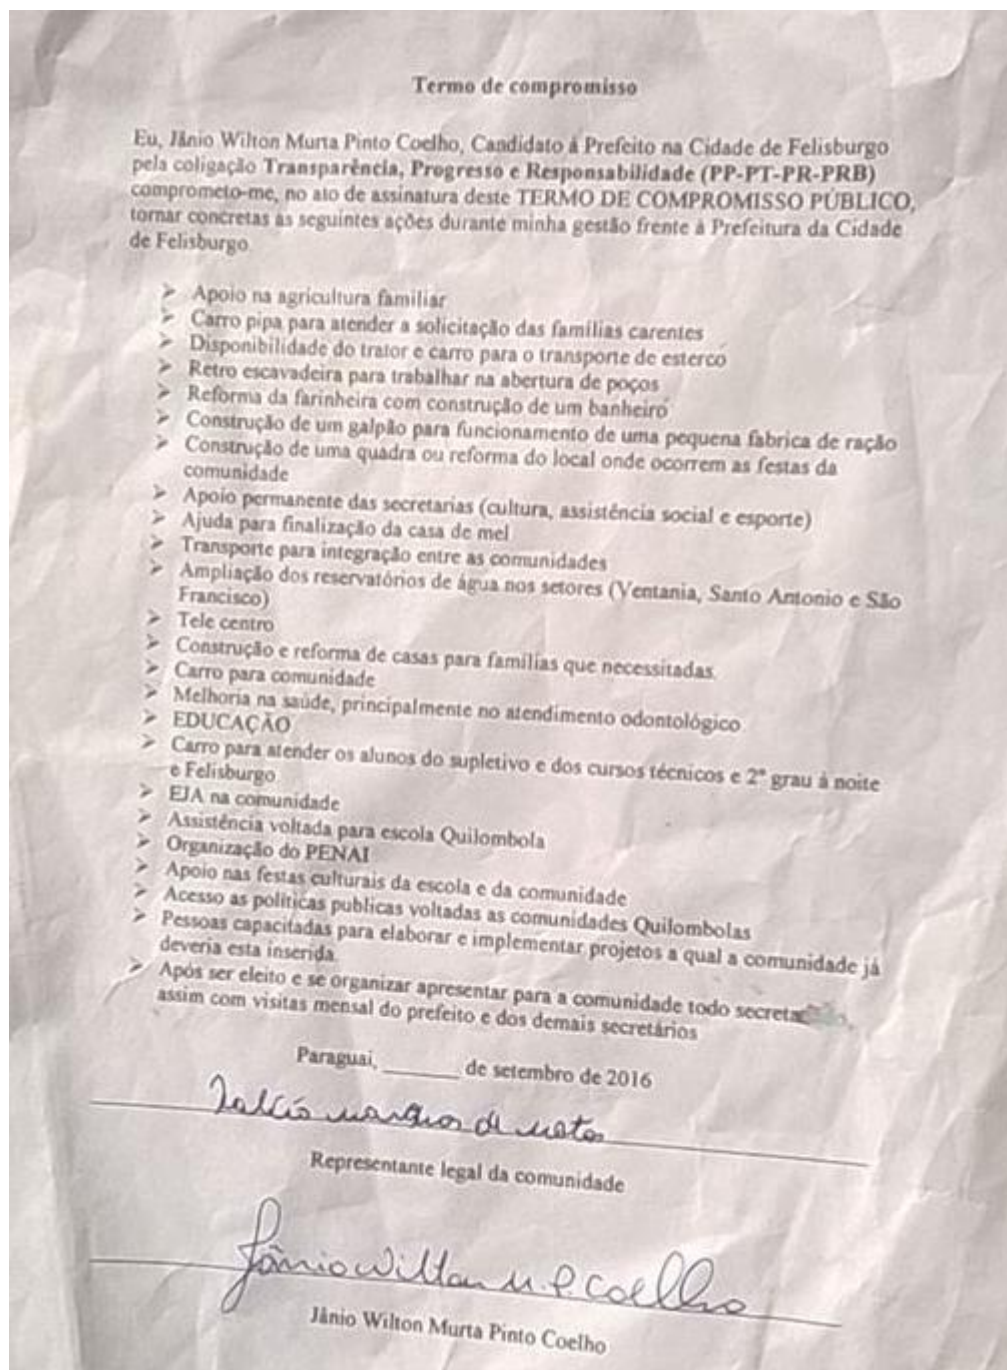 Termo de compromisso
Eu, Jânio Wilton Murta Pinto Coelho, Candidato á Prefeito na Cidade de Felisburgo
pela coligação Transparência, Progresso e Responsabilidade (PP-PT-PR-PRB)
comprometo-me, no ato de assinatura deste TERMO DE COMPROMISSO PÚBLICO,
tornar concretas as seguintes ações durante minha gestão frente à Prefeitura da Cidade
de Felisburgo
➢ Apoio na agricultura familiar
➢ Carro pipa para atender a solicitação das famílias carentes
➢ Disponibilidade do trator e carro para o transporte de esterco
➢ Retro escavadeira para trabalhar na abertura de poços
➢ Reforma da farinheira com construção de um banheiro
➢ Construção de um galpão para funcionamento de uma pequena fabrica de ração
➢ Construção de uma quadra ou reforma do local onde ocorrem as festas da
comunidade
➢ Apoio permanente das secretarias (cultura, assistência social e esporte)
➢ Ajuda para finalização da casa de mel
➢ Transporte para integração entre as comunidades
➢ Ampliação dos reservatórios de água nos setores (Ventania, Santo Antonio e São
Francisco)
➢ Tele centro
➢ Construção e reforma de casas para famílias que necessitadas.
➢ Carro para comunidade
➢ Melhoria na saúde, principalmente no atendimento odontológico
➢ EDUCAÇÃO
➢ Carro para atender os alunos do supletivo e dos cursos técnicos e 2º grau á noite
e Felisburgo
➢ EJA na comunidade
➢ Assistência voltada para escola Quilombola
➢ Organização do PENAI
➢ Apoio nas festas culturais da escola e da comunidade
➢ Acesso as políticas publicas voltadas as comunidades Quilombolas
➢ Pessoas capacitadas para elaborar e implementar projetos a qual a comunidade já
deveria esta inserida.
➢ Após ser eleito e se organizar apresentar para a comunidade todo
assim com visitas mensal do prefeito e dos demais secretários
Paraguai, ______ de setembro de 2016
de matos
Representante legal da comunidade
Jânio Wilton M. P. Coelho
Jânio Wilton Murta Pinto Coelho